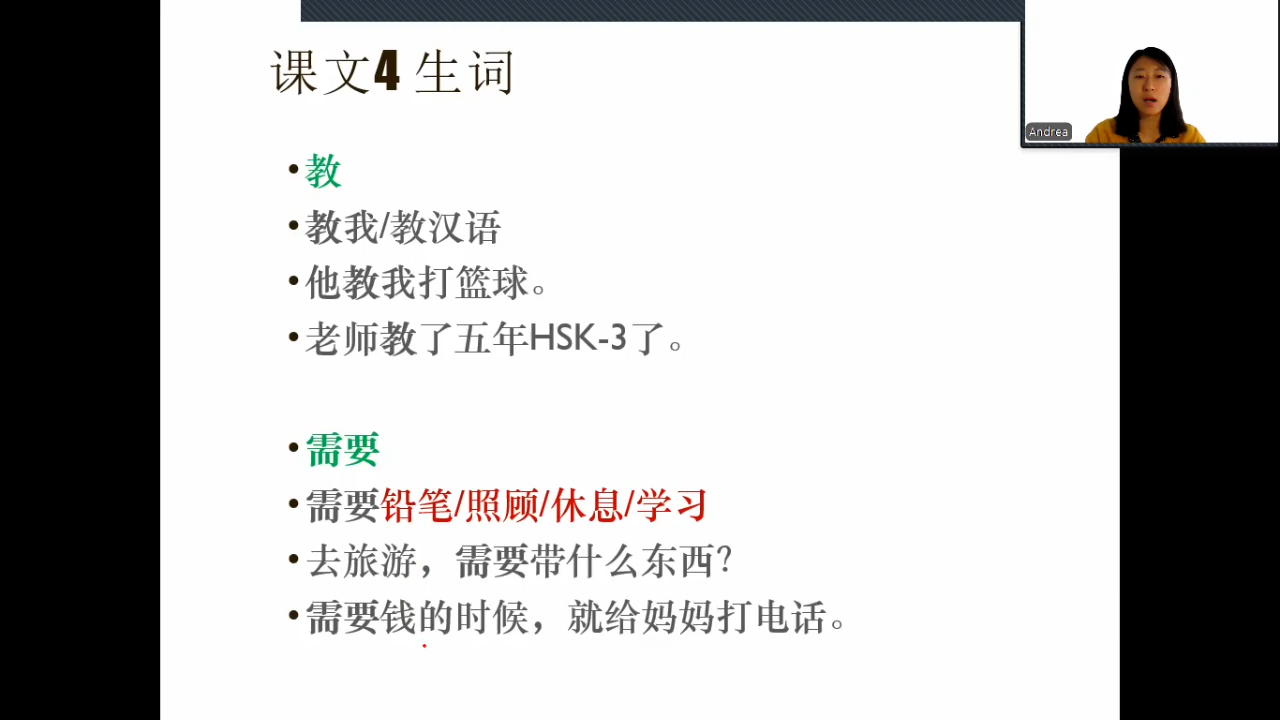 课文4 生词
Andrea
•教
•教我/教汉语
•他教我打篮球。
•老师教了五年HSK-3了。
•需要
•需要铅笔/照顾/休息/学习
•去旅游，需要带什么东西？
•需要钱的时候，就给妈妈打电话。